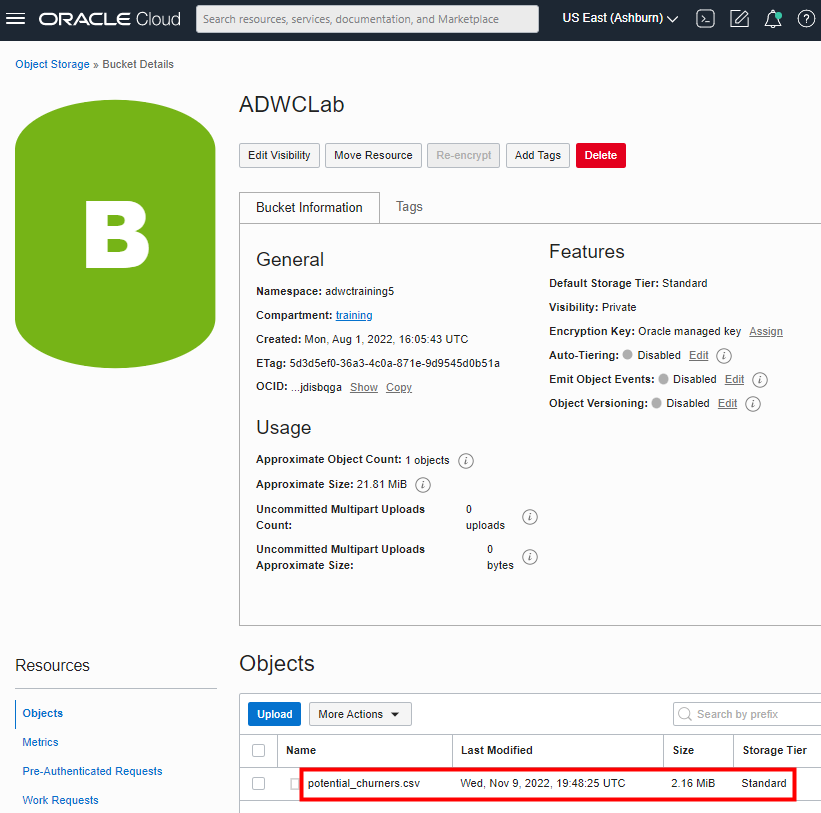 ORACLE Cloud
Search resources, services, documentation, and Marketplace
US East (Ashburn)
Object Storage » Bucket Details
B
ADWCLab
Edit Visibility
Move Resource
Re-encrypt
Add Tags
Delete
Bucket Information
Tags
General
Namespace: adwctraining5
Compartment: training
Created: Mon, Aug 1, 2022, 16:05:43 UTC
ETag: 5d3d5ef0-36a3-4c0a-871e-9d9545d0b51a
OCID: ...jdisbqga Show Copy
Usage
Approximate Object Count: 1 objects
Approximate Size: 21.81 MiB
Uncommitted Multipart Uploads Count: 0 uploads
Uncommitted Multipart Uploads Approximate Size: 0 bytes
Features
Default Storage Tier: Standard
Visibility: Private
Encryption Key: Oracle managed key Assign
Auto-Tiering: Disabled Edit
Emit Object Events: Disabled Edit
Object Versioning: Disabled Edit
Resources
Objects
Metrics
Pre-Authenticated Requests
Work Requests
Objects
Upload
More Actions
Search by prefix
Name Last Modified Size Storage Tier
potential_churners.csv Wed, Nov 9, 2022, 19:48:25 UTC 2.16 MiB Standard